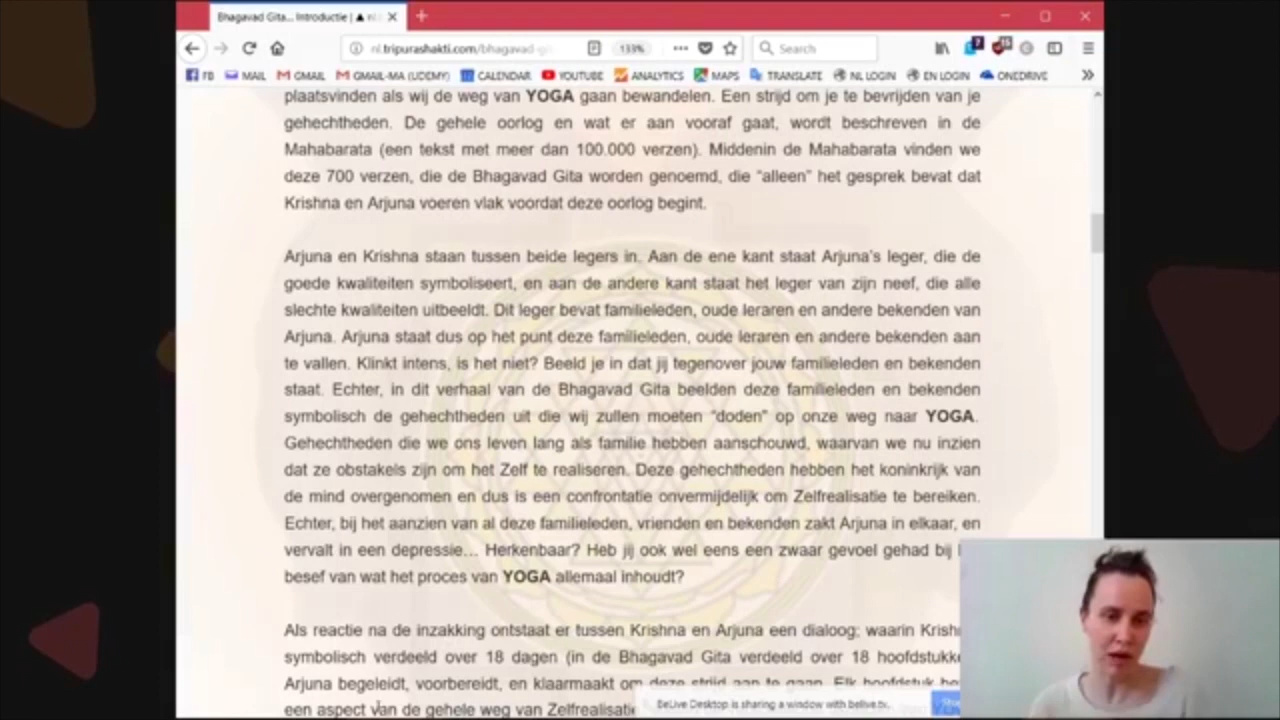 Bhagavad Gita... Introductie |
nl.tripurashakti.com/bhagavad-g
133%
Search
FB MAIL GMAIL GMAIL-MA (UDEMY) CALENDAR YOUTUBE ANALYTICS MAPS TRANSLATE NL LOGIN EN LOGIN ONEDRIVE
plaatsvinden als wij de weg van YOGA gaan bewandelen. Een strijd om je te bevrijden van je
gehechtheden. De gehele oorlog en wat er aan vooraf gaat, wordt beschreven in de
Mahabarata (een tekst met meer dan 100.000 verzen). Middenin de Mahabarata vinden we
deze 700 verzen, die de Bhagavad Gita worden genoemd, die “alleen” het gesprek bevat dat
Krishna en Arjuna voeren vlak voordat deze oorlog begint.
Arjuna en Krishna staan tussen beide legers in. Aan de ene kant staat Arjuna's leger, die de
goede kwaliteiten symboliseert, en aan de andere kant staat het leger van zijn neef, die alle
slechte kwaliteiten uitbeeldt. Dit leger bevat familieleden, oude leraren en andere bekenden van
Arjuna. Arjuna staat dus op het punt deze familieleden, oude leraren en andere bekenden aan
te vallen. Klinkt intens, is het niet? Beeld je in dat jij tegenover jouw familieleden en bekenden
staat. Echter, in dit verhaal van de Bhagavad Gita beelden deze familieleden en bekenden
symbolisch de gehechtheden uit die wij zullen moeten “doden” op onze weg naar YOGA.
Gehechtheden die we ons leven lang als familie hebben aanschouwd, waarvan we nu inzien
dat ze obstakels zijn om het Zelf te realiseren. Deze gehechtheden hebben het koninkrijk van
de mind overgenomen en dus is een confrontatie onvermijdelijk om Zelfrealisatie te bereiken.
Echter, bij het aanzien van al deze familieleden, vrienden en bekenden zakt Arjuna in elkaar, en
vervalt in een depressie... Herkenbaar? Heb jij ook wel eens een zwaar gevoel gehad bij
besef van wat het proces van YOGA allemaal inhoudt?
Als reactie na de inzakking ontstaat er tussen Krishna en Arjuna een dialoog; waarin Krish
symbolisch verdeeld over 18 dagen (in de Bhagavad Gita verdeeld over 18 hoofdstukke
Arjuna begeleidt, voorbereidt, en klaarmaakt om deze strijd aan te gaan. Elk hoofdstuk
een aspect van de gehele weg van Zelfrealisatie
BeLive Desktop is sharing a window with belive.tv.